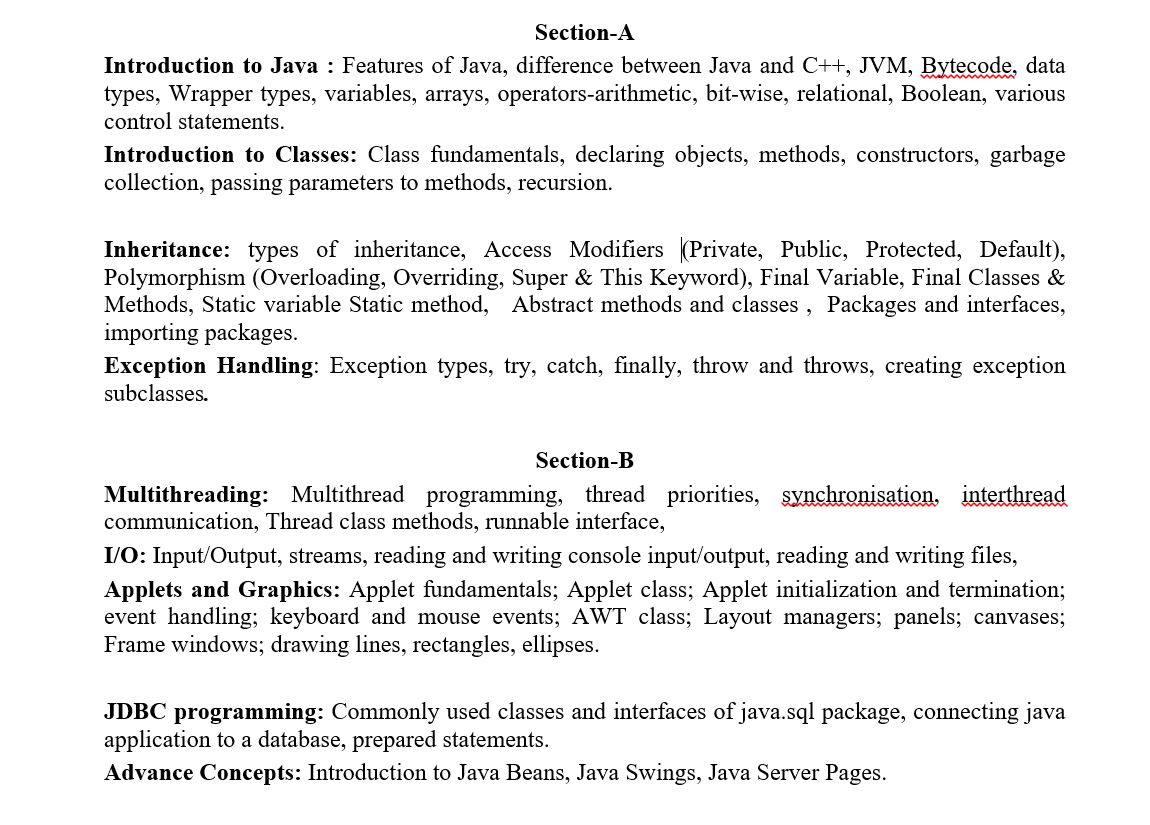 Section-A
Introduction to Java : Features of Java, difference between Java and C++, JVM, Bytecode, data
types, Wrapper types, variables, arrays, operators-arithmetic, bit-wise, relational, Boolean, various
control statements.
Introduction to Classes: Class fundamentals, declaring objects, methods, constructors, garbage
collection, passing parameters to methods, recursion.
Inheritance: types of inheritance, Access Modifiers (Private, Public, Protected, Default),
Polymorphism (Overloading, Overriding, Super & This Keyword), Final Variable, Final Classes &
Methods, Static variable Static method, Abstract methods and classes , Packages and interfaces,
importing packages.
Exception Handling: Exception types, try, catch, finally, throw and throws, creating exception
subclasses.
Section-B
Multithreading: Multithread programming, thread priorities, synchronisation, interthread
communication, Thread class methods, runnable interface,
I/O: Input/Output, streams, reading and writing console input/output, reading and writing files,
Applets and Graphics: Applet fundamentals; Applet class; Applet initialization and termination;
event handling; keyboard and mouse events; AWT class; Layout managers; panels; canvases;
Frame windows; drawing lines, rectangles, ellipses.
JDBC programming: Commonly used classes and interfaces of java.sql package, connecting java
application to a database, prepared statements.
Advance Concepts: Introduction to Java Beans, Java Swings, Java Server Pages.